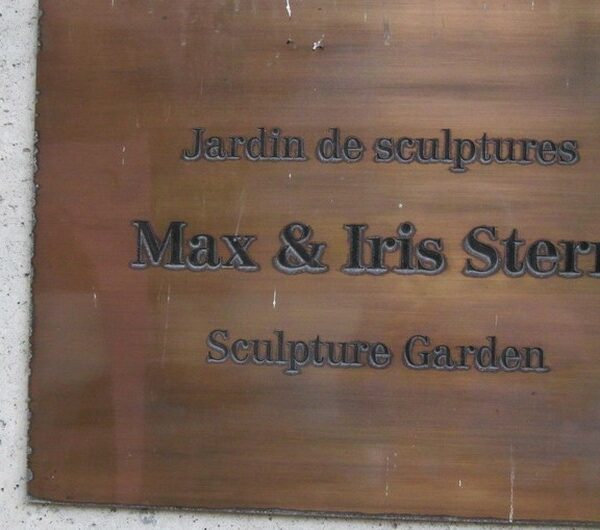 Jardin de sculptures
Max & Iris Stern
Sculpture Garden